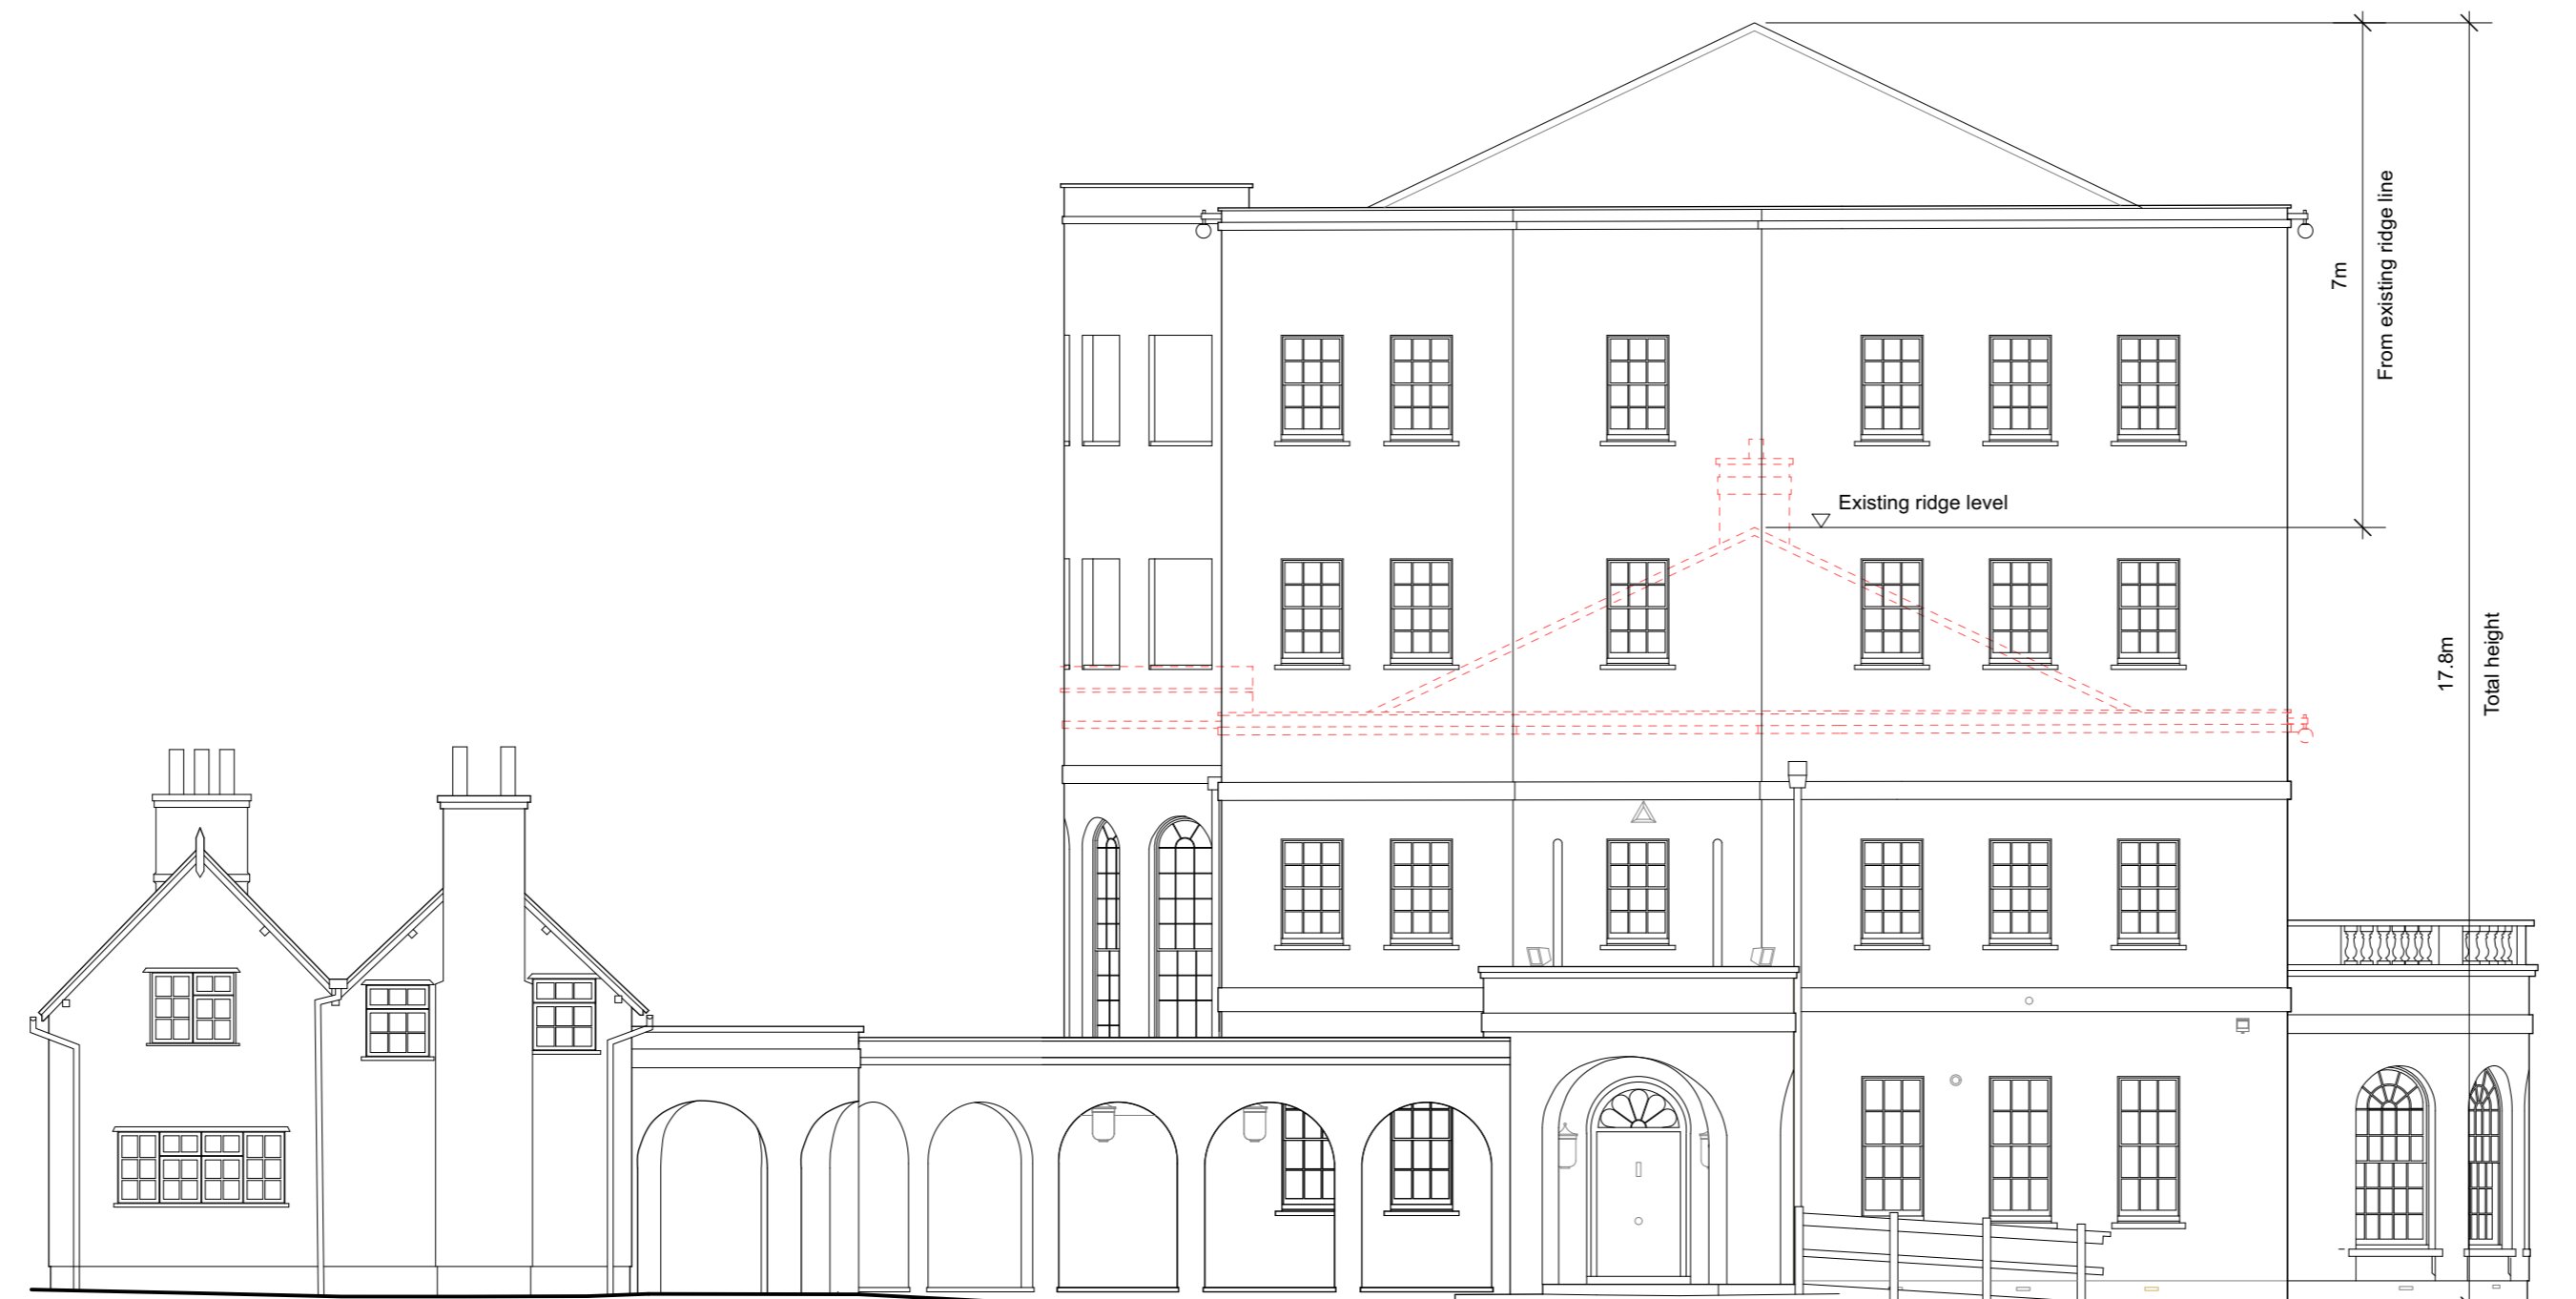 7m
From existing ridge line
Existing ridge level
17.8m
Total height